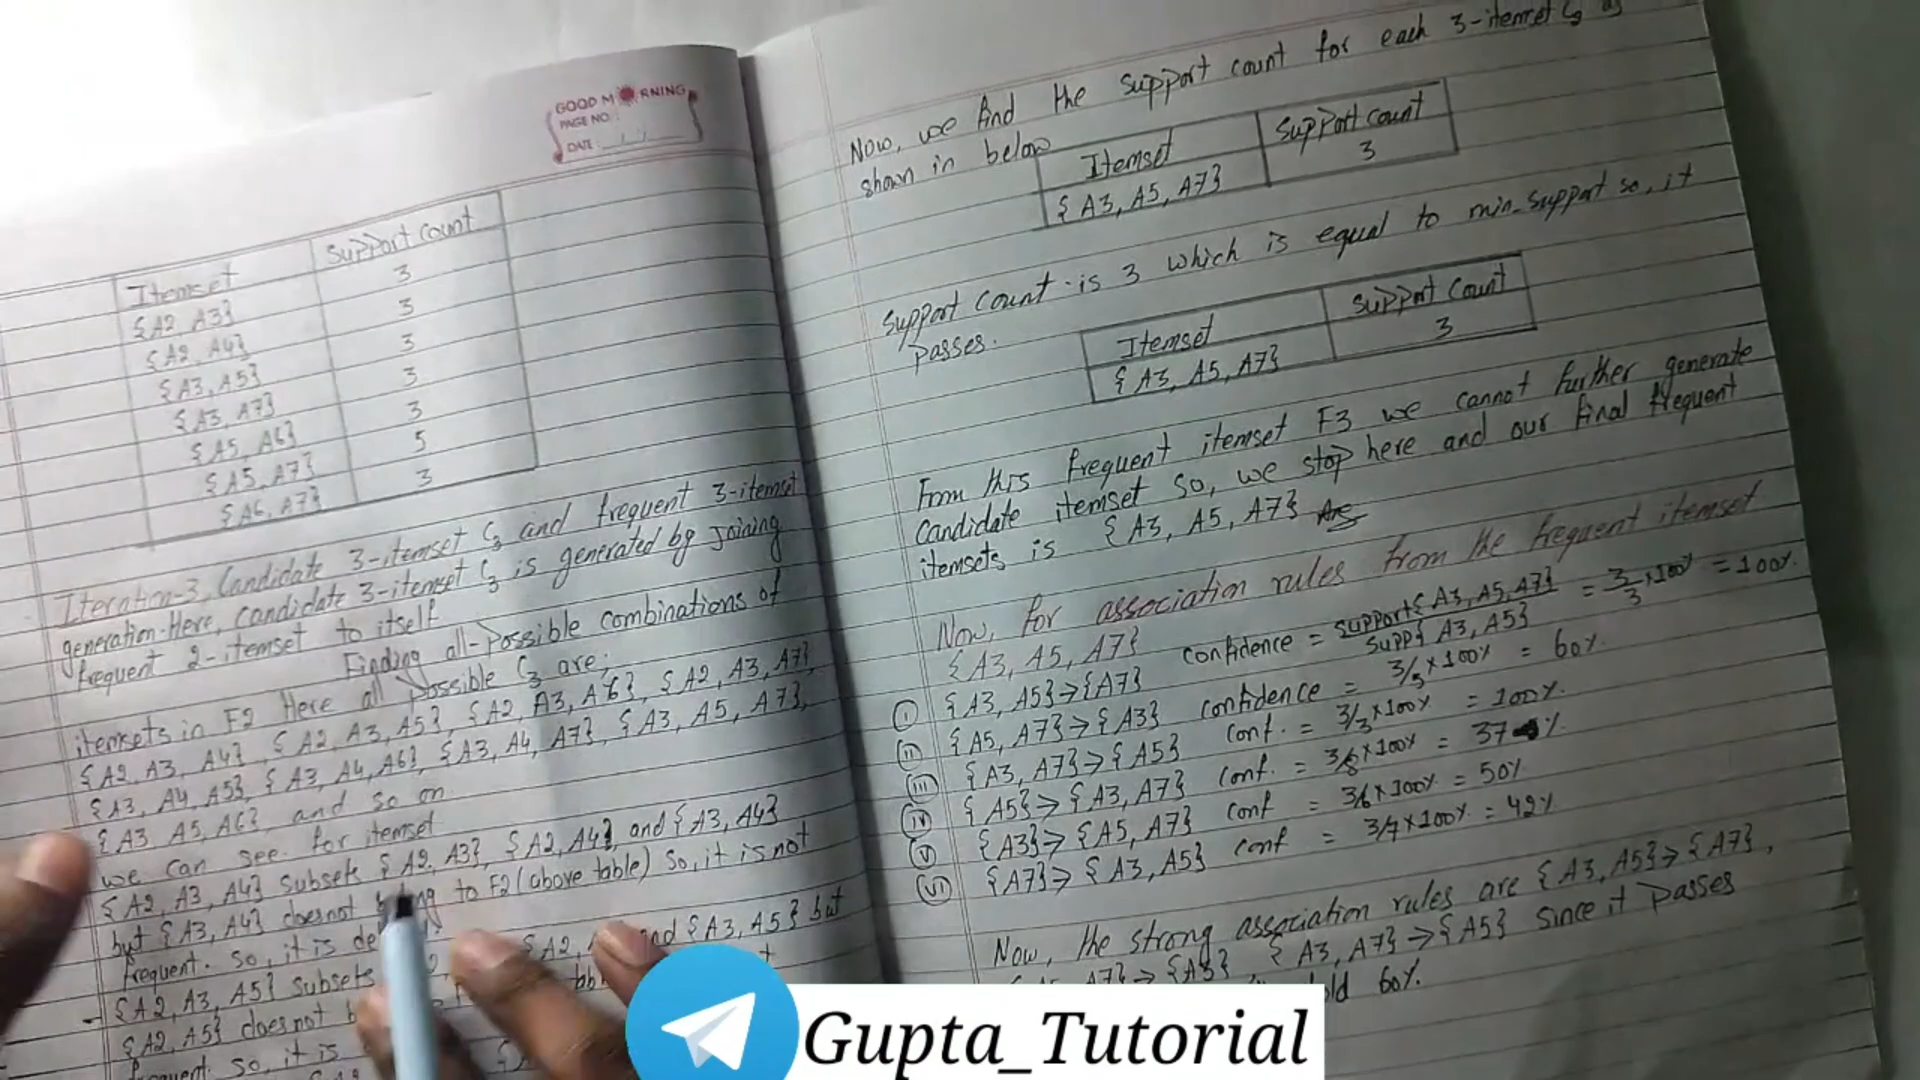 GOOD MORNING
PAGE NO.
DATE:
Itemset Support count
{A2 A3} 3
{A2 A4} 3
{A3, A5} 3
{A3, A7} 3
{A5, A6} 3
{A5, A7} 5
{A6, A7} 3
Iteration-3, Candidate 3-itemset C3 and frequent 3-itemset
generation. Here, Candidate 3-itemset C3 is generated by Joining
frequent 2-itemset to itself
Finding all-possible combinations of
itemsets in F2 Here all possible C3 are;
{A2, A3, A4}, {A2, A3, A5}, {A2, A3, A6}, {A2, A3, A7},
{A3, A4 A5}, {A3, A4, A6}, {A3, A4, A7}, {A3, A5, A7},
{A3 A5, A6} and so on
we can see. for itemset
{A2, A3, A4} subsets {A2, A3}, {A2, A4}, and {A3, A4}
but {A3, A4} doesnot belong to F2 (above table) So, it is not
frequent. So, it is
{A2, A3, A5} subsets {A2, and {A3, A5} but
{A2, A5} doesnot
frequent. So, it is
Now, we find the support count for each 3-itemset C3 as
shown in below
Itemset Support count
{A3, A5, A7} 3
Support count is 3 which is equal to min-support so, it
passes.
Itemset Support Count
{A3, A5, A7} 3
From this frequent itemset F3 we cannot further generate
candidate itemset So, we stop here and our final frequent
itemsets is {A3, A5, A7} Ans
Now, for association rules from the frequent itemset
{A3, A5, A7}
(i) {A3, A5}→{A7} confidence = support{A3, A5, A7} / supp{A3, A5} = 3/3 ×100% = 100%.
(ii) {A5, A7}→{A3} confidence = 3/5×100% = 60%.
(iii) {A3, A7}→{A5} conf. = 3/3×100% = 100%.
(iv) {A5}→{A3, A7} conf. = 3/8×100% = 37%.
(v) {A3}→{A5, A7} conf = 3/6×100% = 50%
(vi) {A7}→{A3, A5} conf = 3/7×100% = 42%
Now, the strong association rules are {A3, A5}→{A7},
A7}→{A3}, {A3, A7}→{A5} Since it passes
60%.
Gupta_Tutorial